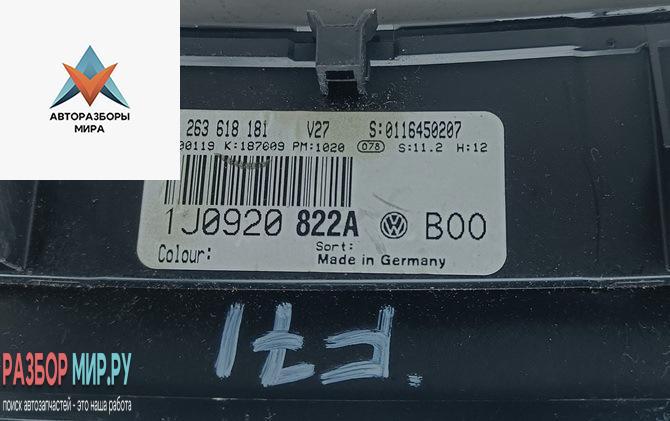 АВТОРАЗБОРЫ
МИРА
263 618 181 V27 S:0116450207
00119 K:187609 PM:1020 078 S:11.2 H:12
1J0920 822A VW B00
Colour: Sort:
Made in Germany
РАЗБОР МИР.РУ
поиск автозапчастей - это наша работа